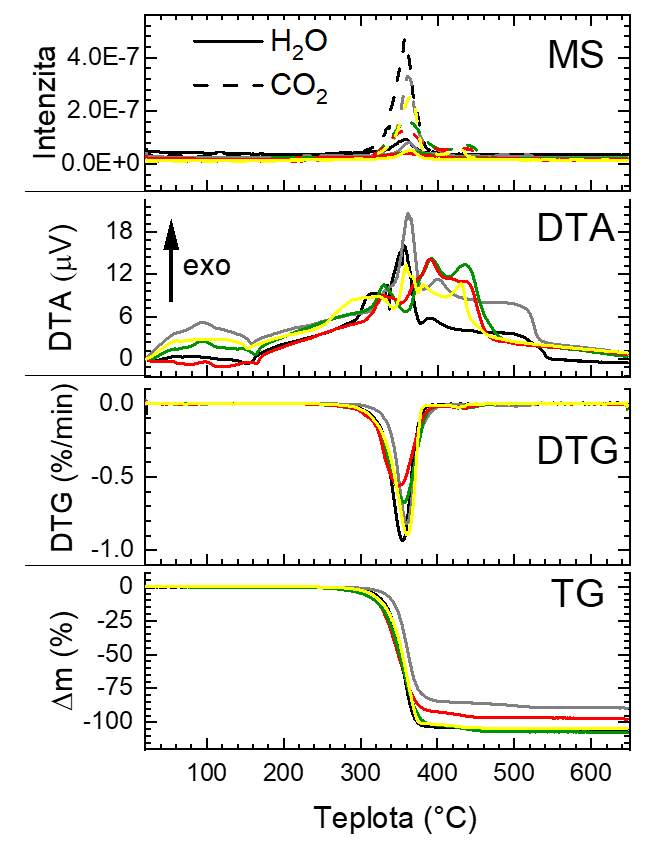 MS
H₂O
CO₂
Intenzita
4.0E-7
2.0E-7
0.0E+0
DTA
exo
DTA (μV)
18
12
6
0
DTG
DTG (%/min)
0.0
-0.5
-1.0
TG
Δm (%)
0
-25
-50
-75
-100
100 200 300 400 500 600
Teplota (°C)